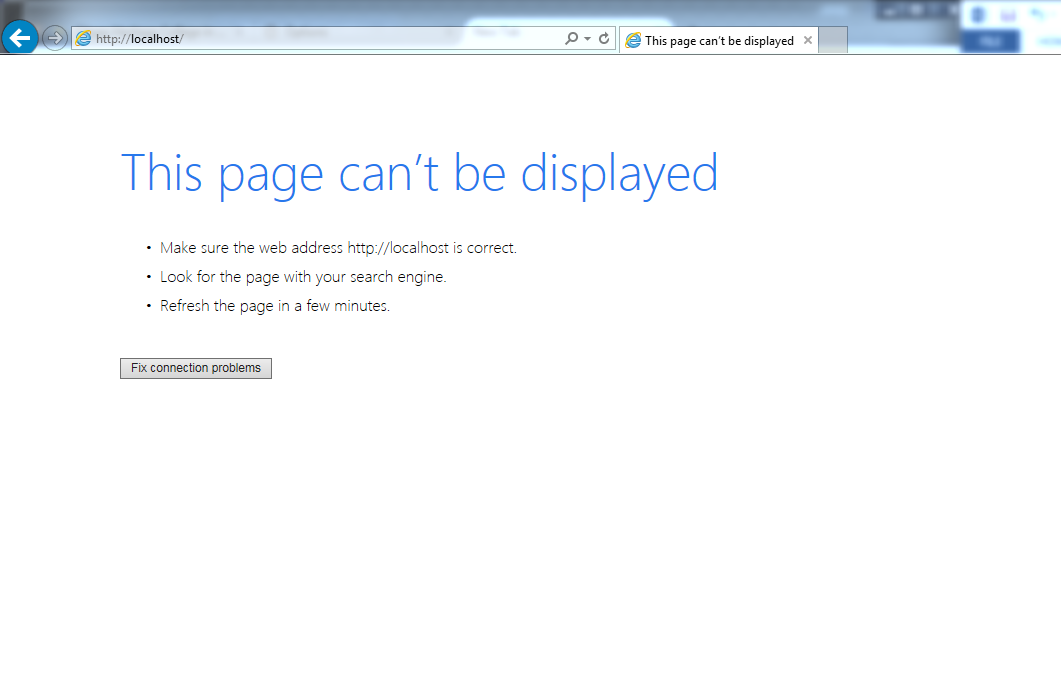 http://localhost/
This page can't be displayed
This page can't be displayed
• Make sure the web address http://localhost is correct.
• Look for the page with your search engine.
• Refresh the page in a few minutes.
Fix connection problems